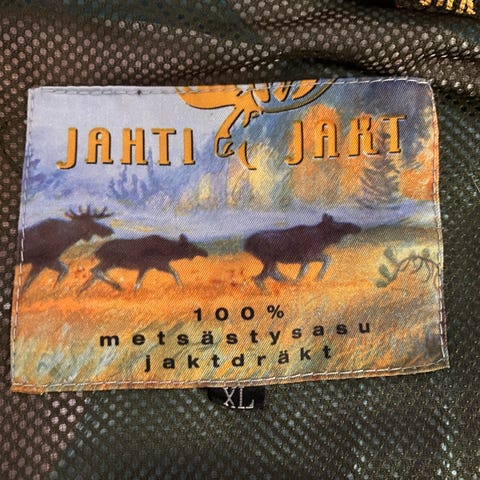 JAHTI JAKT
100%
metsästysasu
jaktdräkt
XL